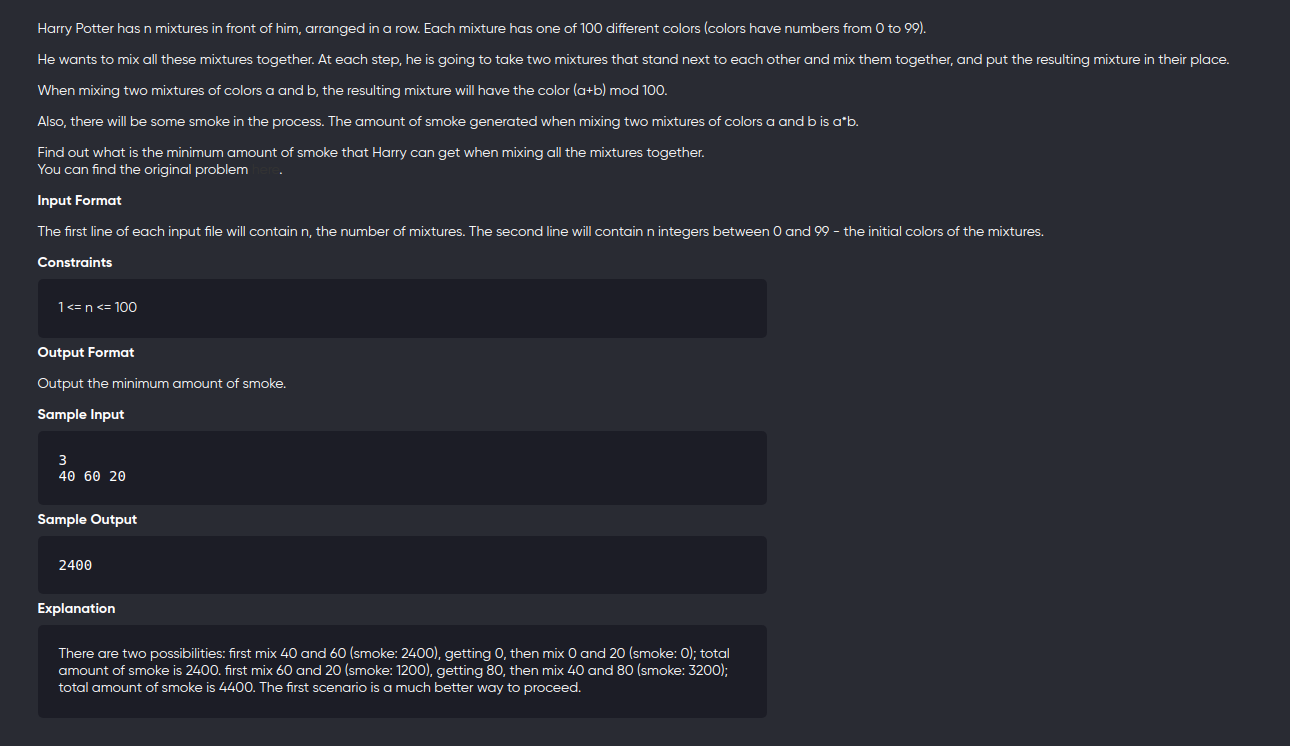 Harry Potter has n mixtures in front of him, arranged in a row. Each mixture has one of 100 different colors (colors have numbers from 0 to 99).
He wants to mix all these mixtures together. At each step, he is going to take two mixtures that stand next to each other and mix them together, and put the resulting mixture in their place.
When mixing two mixtures of colors a and b, the resulting mixture will have the color (a+b) mod 100.
Also, there will be some smoke in the process. The amount of smoke generated when mixing two mixtures of colors a and b is a*b.
Find out what is the minimum amount of smoke that Harry can get when mixing all the mixtures together.
You can find the original problem here.
Input Format
The first line of each input file will contain n, the number of mixtures. The second line will contain n integers between 0 and 99 - the initial colors of the mixtures.
Constraints
1 <= n <= 100
Output Format
Output the minimum amount of smoke.
Sample Input
3
40 60 20
Sample Output
2400
Explanation
There are two possibilities: first mix 40 and 60 (smoke: 2400), getting 0, then mix 0 and 20 (smoke: 0); total
amount of smoke is 2400. first mix 60 and 20 (smoke: 1200), getting 80, then mix 40 and 80 (smoke: 3200);
total amount of smoke is 4400. The first scenario is a much better way to proceed.